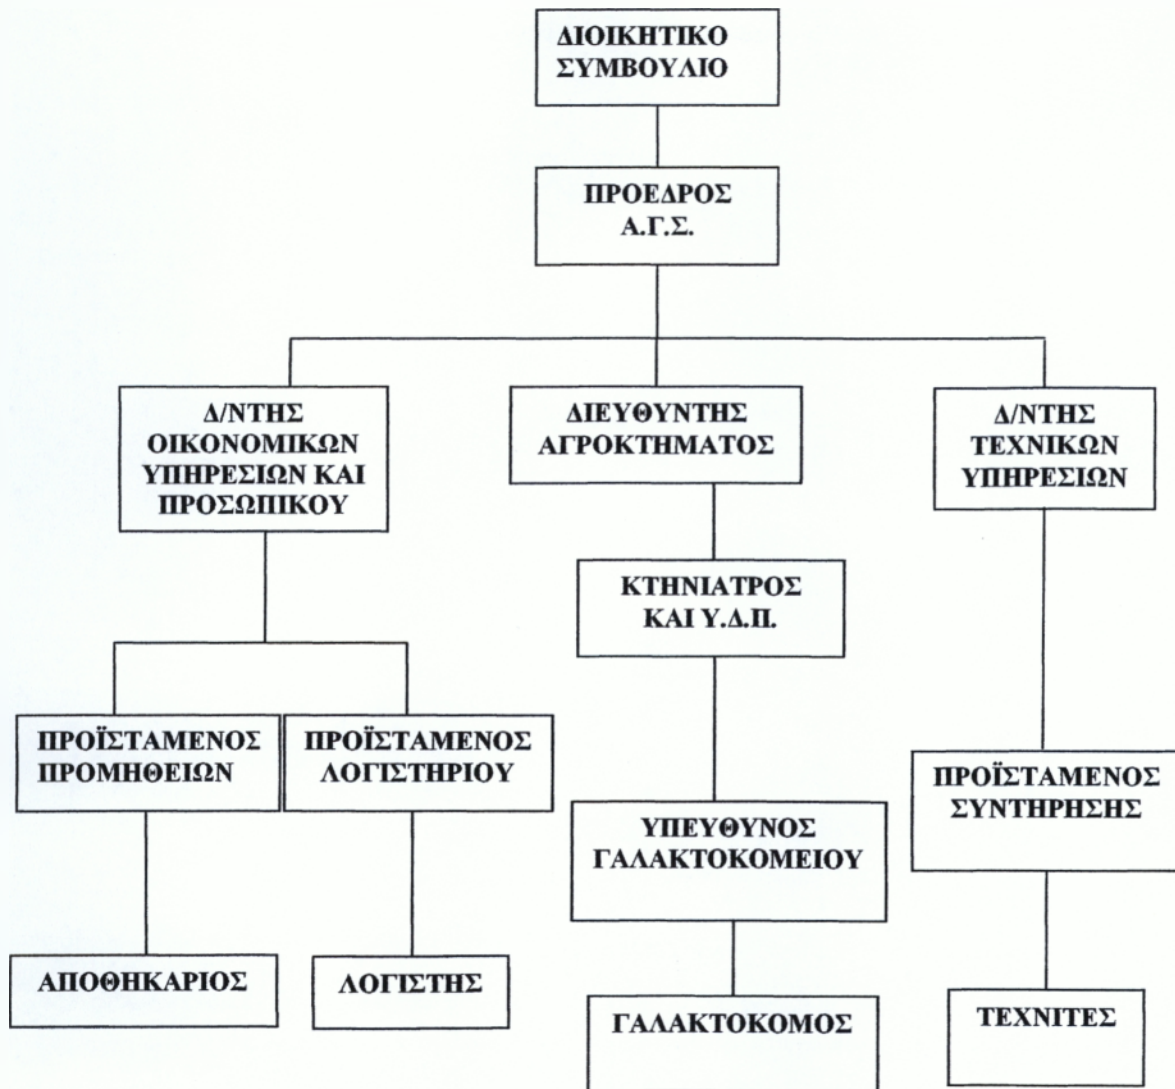 ΔΙΟΙΚΗΤΙΚΟ
ΣΥΜΒΟΥΛΙΟ
ΠΡΟΕΔΡΟΣ
Α.Γ.Σ.
Δ/ΝΤΗΣ
ΟΙΚΟΝΟΜΙΚΩΝ
ΥΠΗΡΕΣΙΩΝ ΚΑΙ
ΠΡΟΣΩΠΙΚΟΥ
ΔΙΕΥΘΥΝΤΗΣ
ΑΓΡΟΚΤΗΜΑΤΟΣ
Δ/ΝΤΗΣ
ΤΕΧΝΙΚΩΝ
ΥΠΗΡΕΣΙΩΝ
ΚΤΗΝΙΑΤΡΟΣ
ΚΑΙ Υ.Δ.Π.
ΠΡΟΪΣΤΑΜΕΝΟΣ
ΠΡΟΜΗΘΕΙΩΝ
ΠΡΟΪΣΤΑΜΕΝΟΣ
ΛΟΓΙΣΤΗΡΙΟΥ
ΥΠΕΥΘΥΝΟΣ
ΓΑΛΑΚΤΟΚΟΜΕΙΟΥ
ΠΡΟΪΣΤΑΜΕΝΟΣ
ΣΥΝΤΗΡΗΣΗΣ
ΑΠΟΘΗΚΑΡΙΟΣ
ΛΟΓΙΣΤΗΣ
ΓΑΛΑΚΤΟΚΟΜΟΣ
ΤΕΧΝΙΤΕΣ